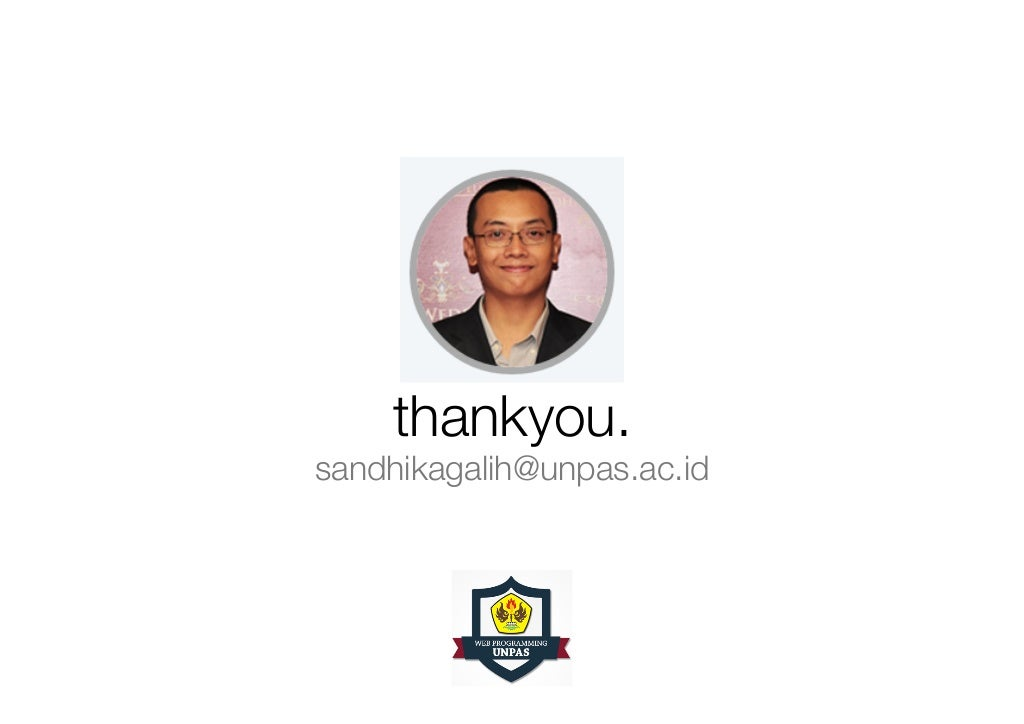 thankyou.
sandhikagalih@unpas.ac.id
WEB PROGRAMMING
UNPAS